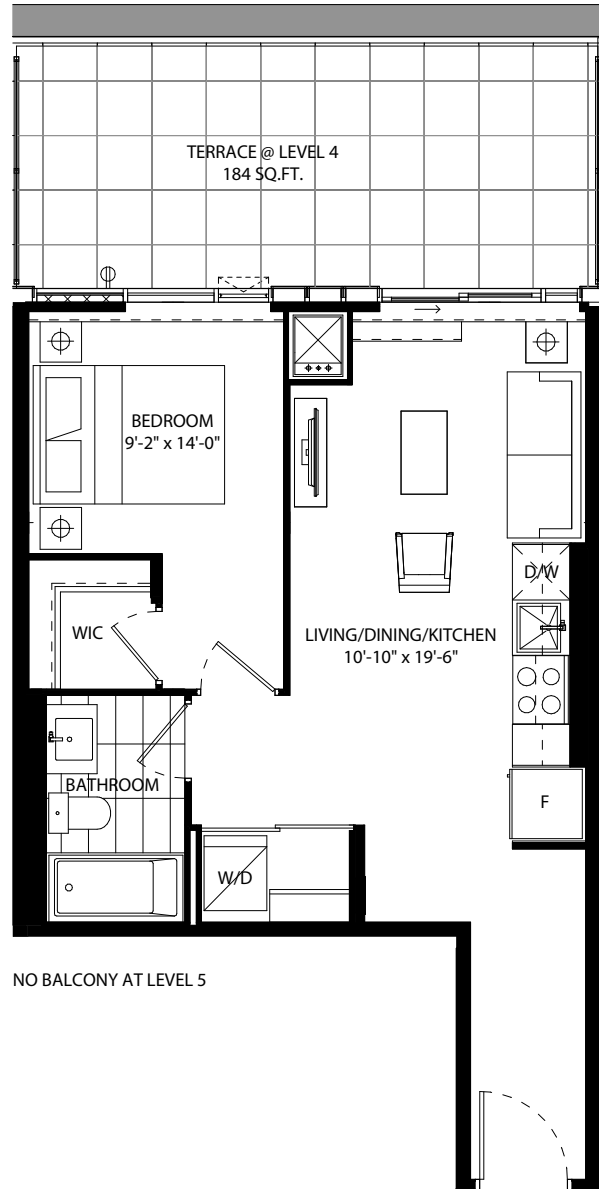 TERRACE @ LEVEL 4
184 SQ.FT.
BEDROOM
9'-2" x 14'-0"
D/W
WIC
LIVING/DINING/KITCHEN
10'-10" x 19'-6"
BATHROOM
F
W/D
NO BALCONY AT LEVEL 5